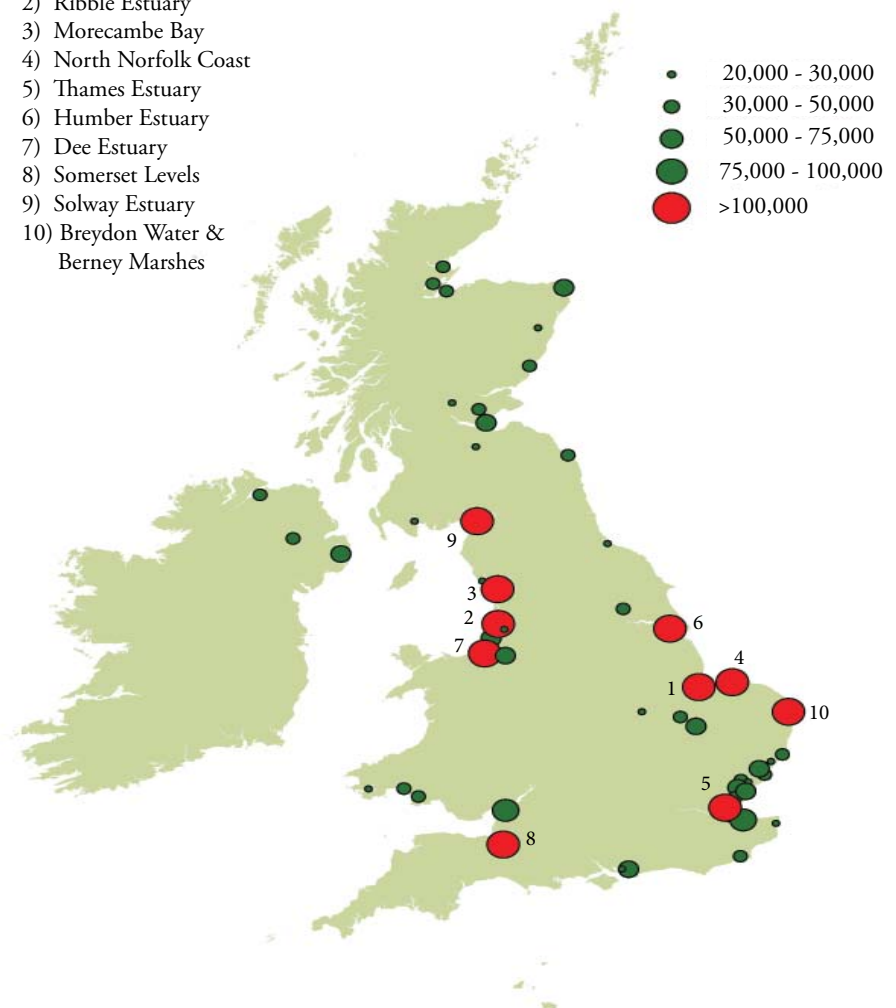 2) Ribble Estuary
3) Morecambe Bay
4) North Norfolk Coast
5) Thames Estuary
6) Humber Estuary
7) Dee Estuary
8) Somerset Levels
9) Solway Estuary
10) Breydon Water &
Berney Marshes
20,000 - 30,000
30,000 - 50,000
50,000 - 75,000
75,000 - 100,000
>100,000
9
3
2
7
6
4
1
10
5
8